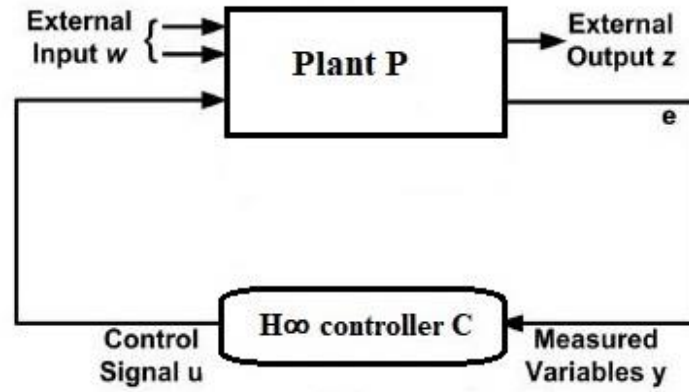 External
Input w
Plant P
External
Output z
e
H∞ controller C
Control
Signal u
Measured
Variables y